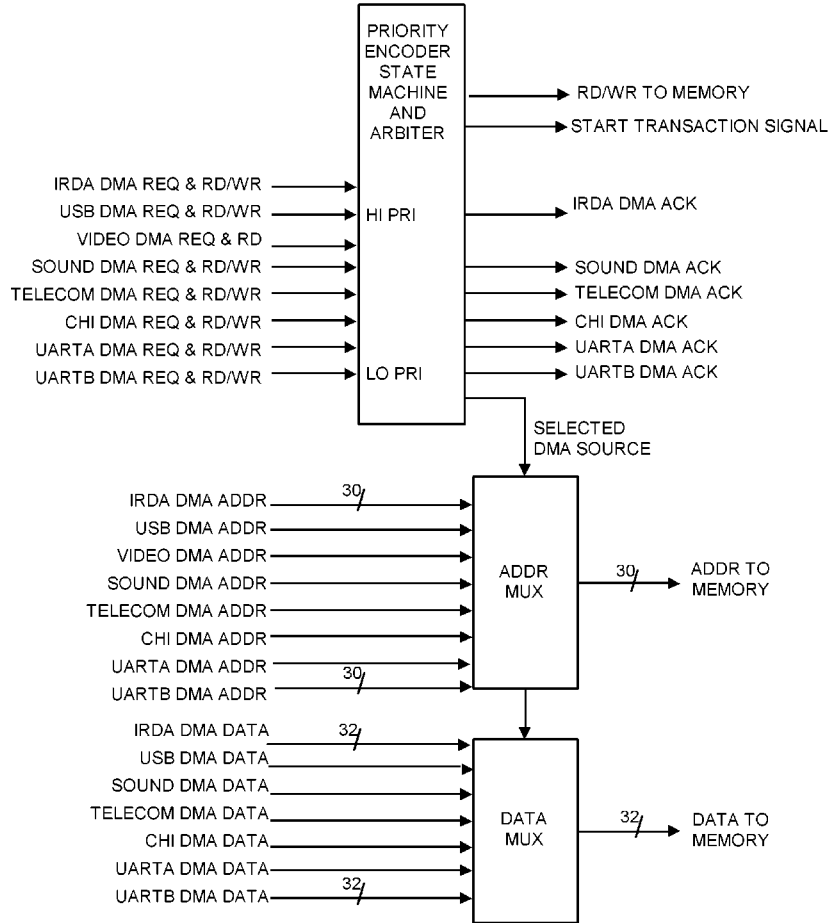 PRIORITY
ENCODER
STATE
MACHINE
AND
ARBITER
RD/WR TO MEMORY
START TRANSACTION SIGNAL
IRDA DMA REQ & RD/WR
USB DMA REQ & RD/WR
VIDEO DMA REQ & RD
SOUND DMA REQ & RD/WR
TELECOM DMA REQ & RD/WR
CHI DMA REQ & RD/WR
UARTA DMA REQ & RD/WR
UARTB DMA REQ & RD/WR
HI PRI
LO PRI
IRDA DMA ACK
SOUND DMA ACK
TELECOM DMA ACK
CHI DMA ACK
UARTA DMA ACK
UARTB DMA ACK
SELECTED
DMA SOURCE
IRDA DMA ADDR
30
USB DMA ADDR
VIDEO DMA ADDR
SOUND DMA ADDR
TELECOM DMA ADDR
CHI DMA ADDR
UARTA DMA ADDR
UARTB DMA ADDR
30
ADDR
MUX
30
ADDR TO
MEMORY
IRDA DMA DATA
32
USB DMA DATA
SOUND DMA DATA
TELECOM DMA DATA
CHI DMA DATA
UARTA DMA DATA
UARTB DMA DATA
32
DATA
MUX
32
DATA TO
MEMORY